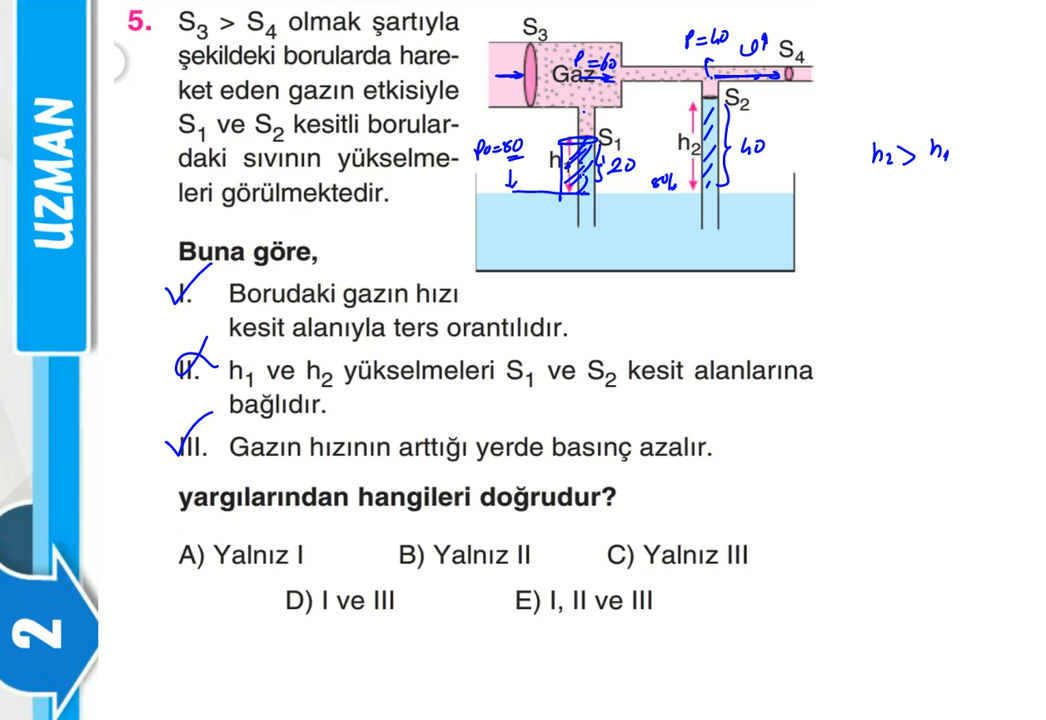 UZMAN
2
5. S3 > S4 olmak şartıyla
şekildeki borularda hare-
ket eden gazın etkisiyle
S1 ve S2 kesitli borular-
daki sıvının yükselme-
leri görülmektedir.
S3
P=60
Gaz
P=40
S4
S2
S1
P0=80
h
20
h2
40
h2 > h1
Buna göre,
I. Borudaki gazın hızı
kesit alanıyla ters orantılıdır.
II. h1 ve h2 yükselmeleri S1 ve S2 kesit alanlarına
bağlıdır.
III. Gazın hızının arttığı yerde basınç azalır.
yargılarından hangileri doğrudur?
A) Yalnız I B) Yalnız II C) Yalnız III
D) I ve III E) I, II ve III